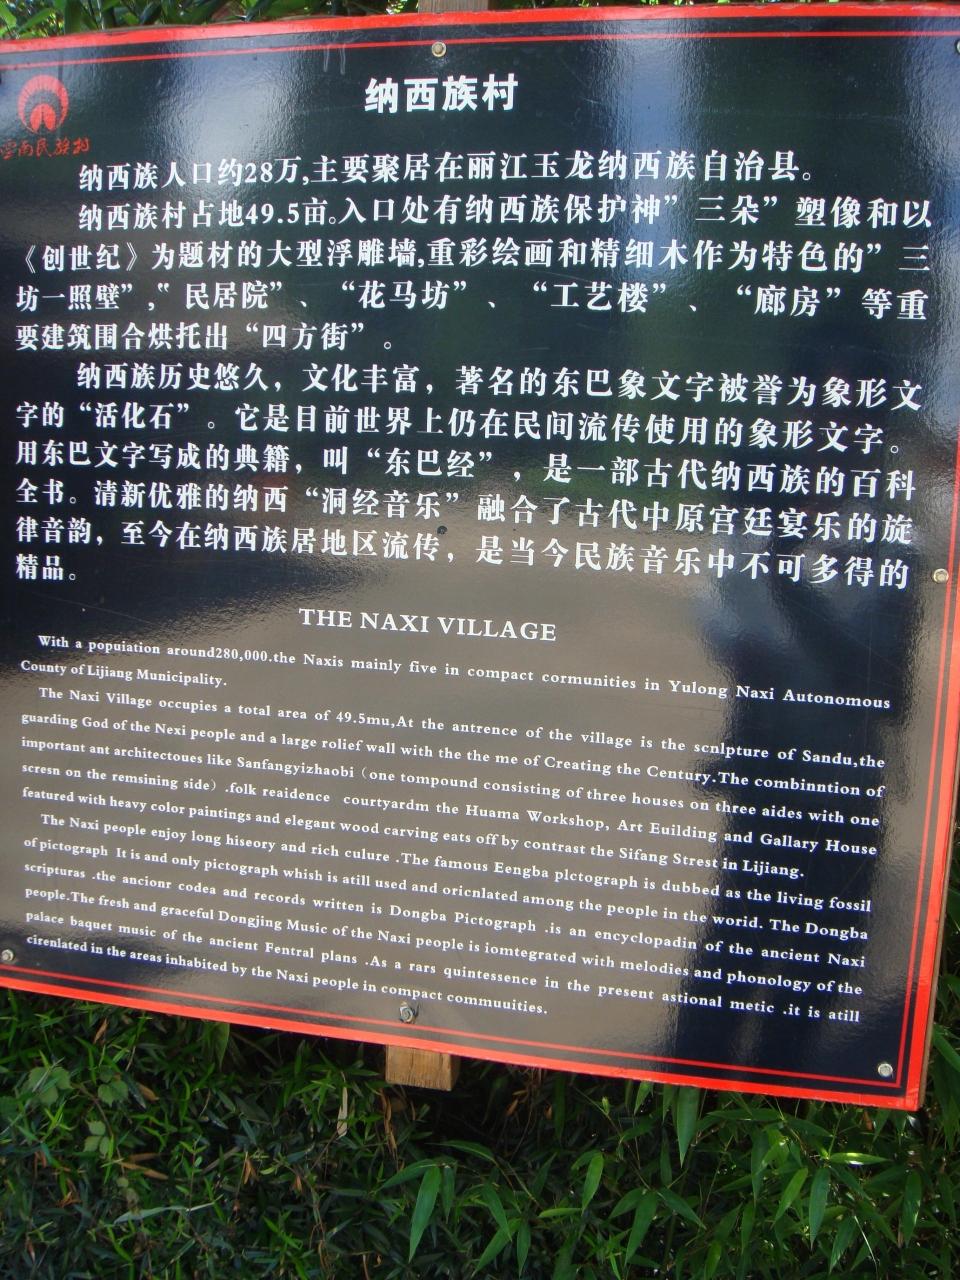 纳西族村
云南民族村
纳西族人口约28万,主要聚居在丽江玉龙纳西族自治县。
纳西族村占地49.5亩。入口处有纳西族保护神”三朵”塑像和以
《创世纪》为题材的大型浮雕墙,重彩绘画和精细木作为特色的”三
坊一照壁”,“民居院”、“花马坊”、“工艺楼”、“廊房”等重
要建筑围合烘托出“四方街”。
纳西族历史悠久，文化丰富，著名的东巴象文字被誉为象形文
字的“活化石”。它是目前世界上仍在民间流传使用的象形文字。
用东巴文字写成的典籍，叫“东巴经”，是一部古代纳西族的百科
全书。清新优雅的纳西“洞经音乐”融合了古代中原宫廷宴乐的旋
律音韵，至今在纳西族居地区流传，是当今民族音乐中不可多得的
精品。
THE NAXI VILLAGE
With a popuiation around280,000.the Naxis mainly five in compact cormunities in Yulong Naxi Autonomous
County of Lijiang Municipality.
The Naxi Village occupies a total area of 49.5mu,At the antrence of the village is the scnlpture of Sandu,the
guarding God of the Nexi people and a large rolief wall with the the me of Creating the Century.The combinntion of
important ant architectoues like Sanfangyizhaobi (one tompound consisting of three houses on three aides with one
scresn on the remsining side) .folk reaidence courtyardm the Huama Workshop, Art Euilding and Gallary House
featured with heavy color paintings and elegant wood carving eats off by contrast the Sifang Strest in Lijiang.
The Naxi people enjoy long hiseory and rich culure .The famous Eengba plctograph is dubbed as the living fossil
of pictograph It is and only pictograph whish is atill used and oricnlated among the people in the world. The Dongba
scripturas .the ancionr codea and records written is Dongba Pictograph .is an encyclopadin of the ancient Naxi
people.The fresh and graceful Dongjing Music of the Naxi people is iomtegrated with melodies and phonology of the
palace baquet music of the ancient Fentral plans .As a rars quintessence in the present astional metic .it is atill
cirenlated in the areas inhabited by the Naxi people in compact commuuities.